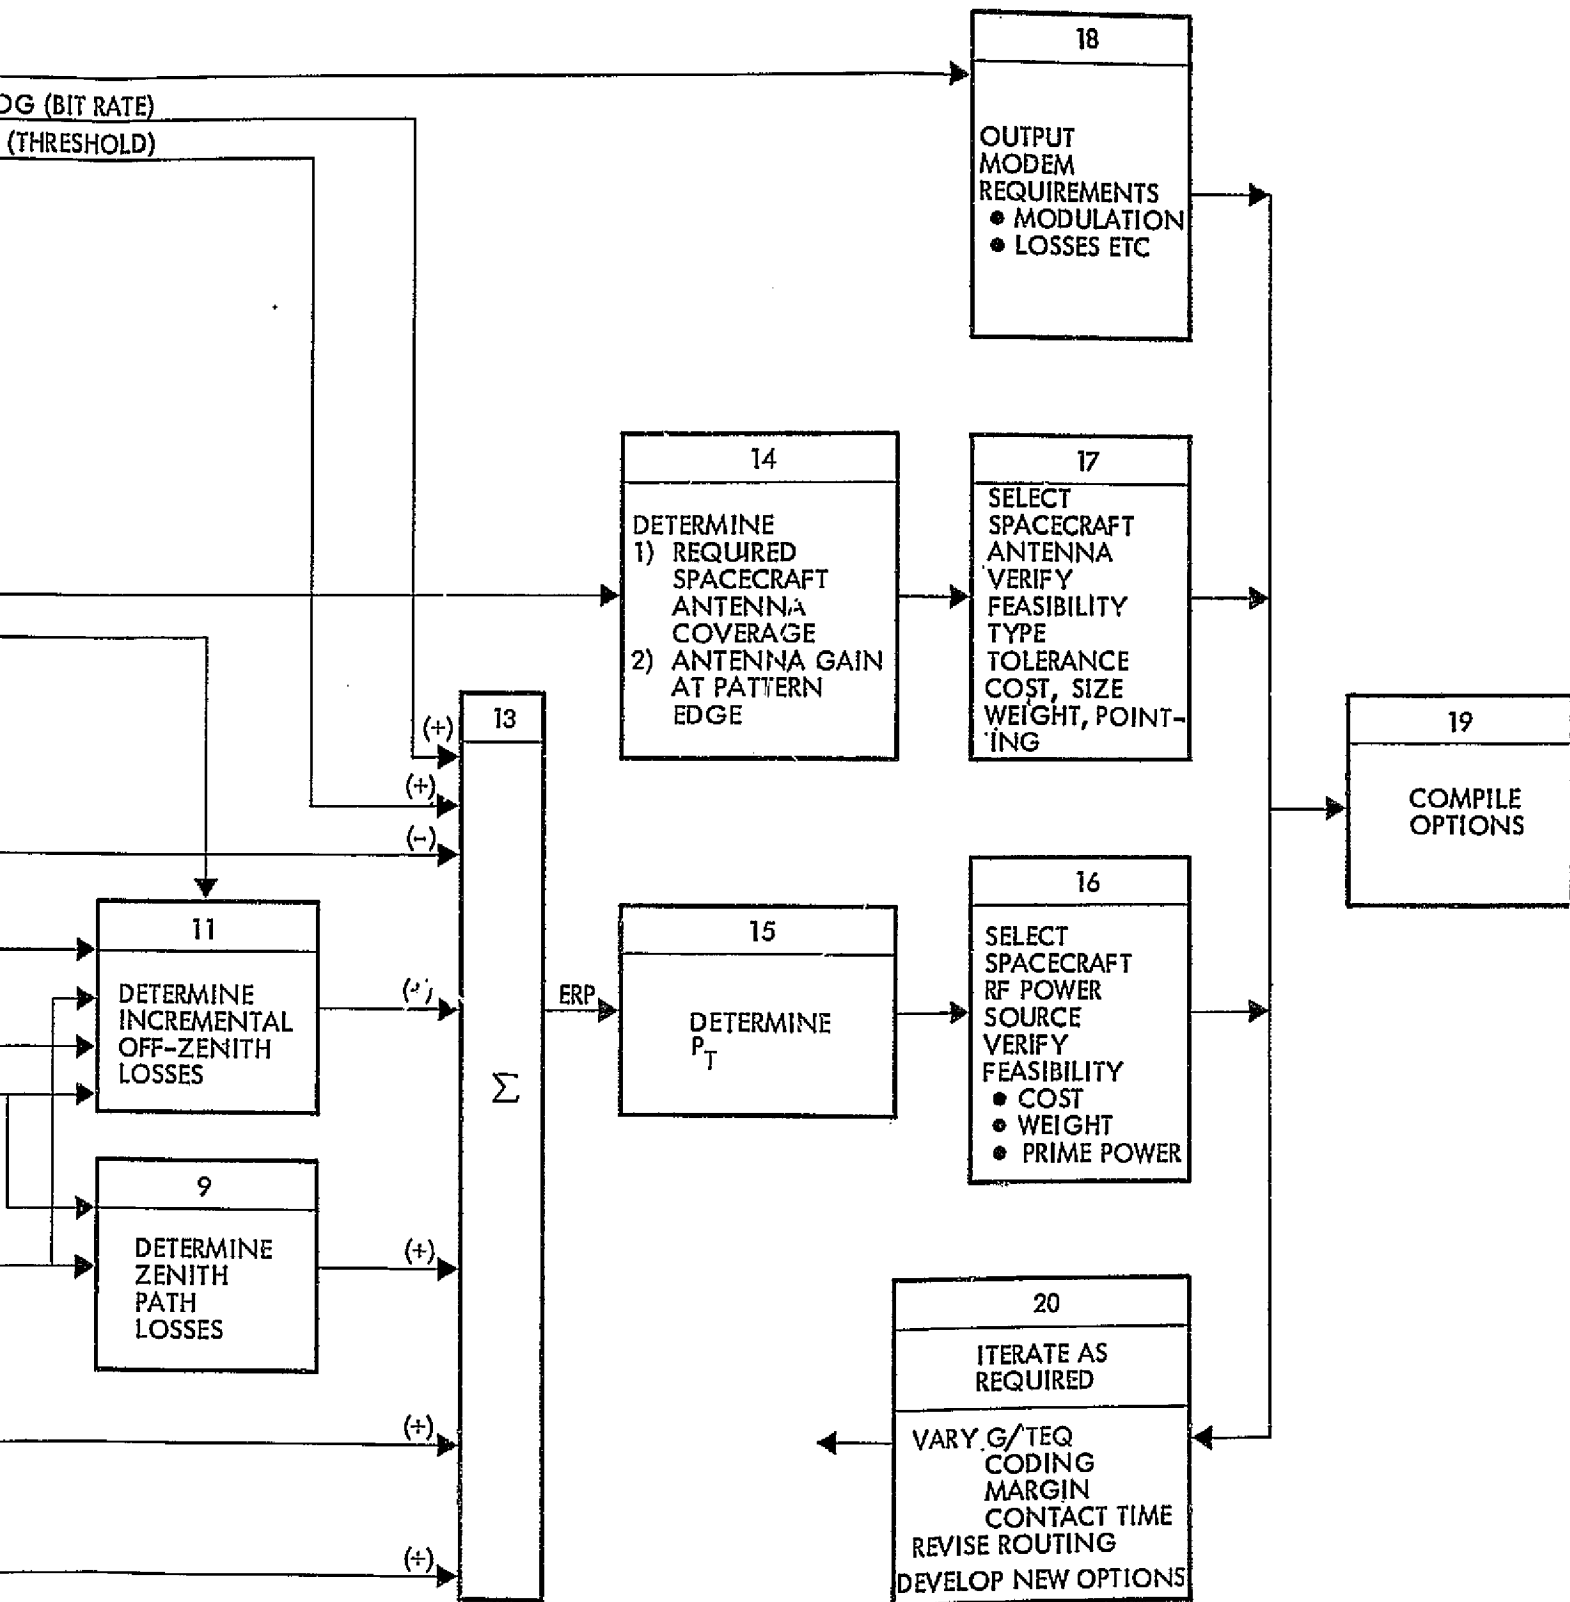 18
OG (BIT RATE)
(THRESHOLD)
OUTPUT
MODEM
REQUIREMENTS
● MODULATION
● LOSSES ETC
14
DETERMINE
1) REQUIRED
SPACECRAFT
ANTENNA
COVERAGE
2) ANTENNA GAIN
AT PATTERN
EDGE
17
SELECT
SPACECRAFT
ANTENNA
VERIFY
FEASIBILITY
TYPE
TOLERANCE
COST, SIZE
WEIGHT, POINT-
ING
13
(+)
(+)
(-)
(+)
(+)
(+)
Σ
ERP
19
COMPILE
OPTIONS
11
DETERMINE
INCREMENTAL
OFF-ZENITH
LOSSES
15
DETERMINE
P_T
16
SELECT
SPACECRAFT
RF POWER
SOURCE
VERIFY
FEASIBILITY
● COST
● WEIGHT
● PRIME POWER
9
DETERMINE
ZENITH
PATH
LOSSES
20
ITERATE AS
REQUIRED
VARY G/TEQ
CODING
MARGIN
CONTACT TIME
REVISE ROUTING
DEVELOP NEW OPTIONS